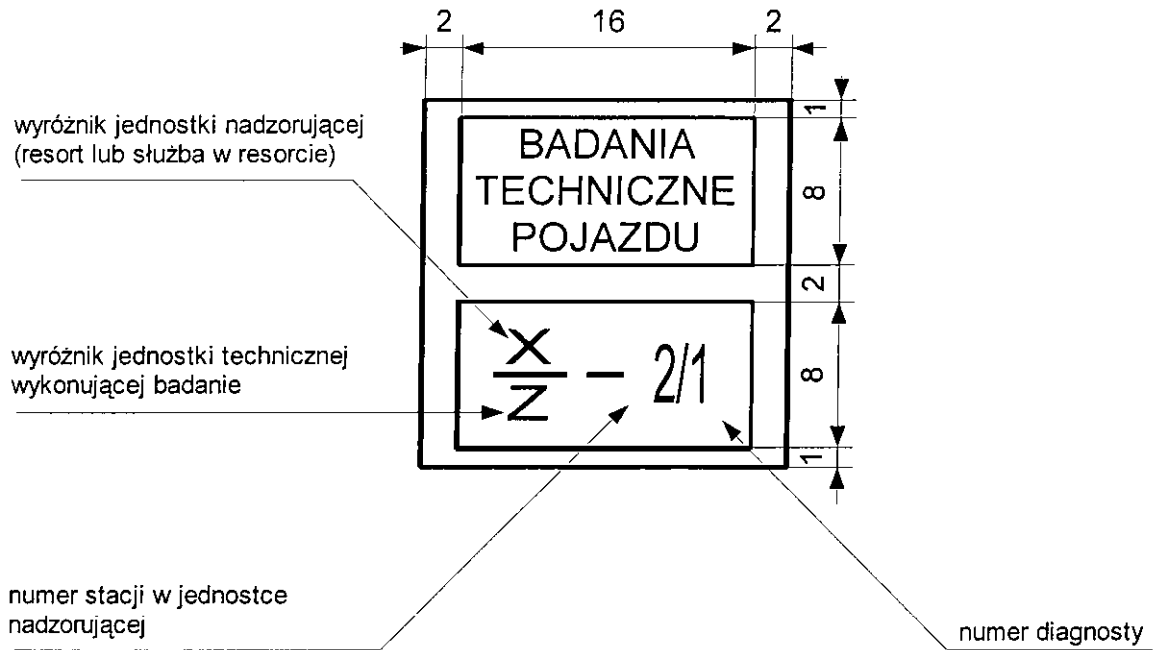 2 16 2
1
wyróżnik jednostki nadzorującej
(resort lub służba w resorcie)
BADANIA
TECHNICZNE
POJAZDU
8
2
wyróżnik jednostki technicznej
wykonującej badanie
X
Z
– 2/1
8
1
numer stacji w jednostce
nadzorującej
numer diagnosty